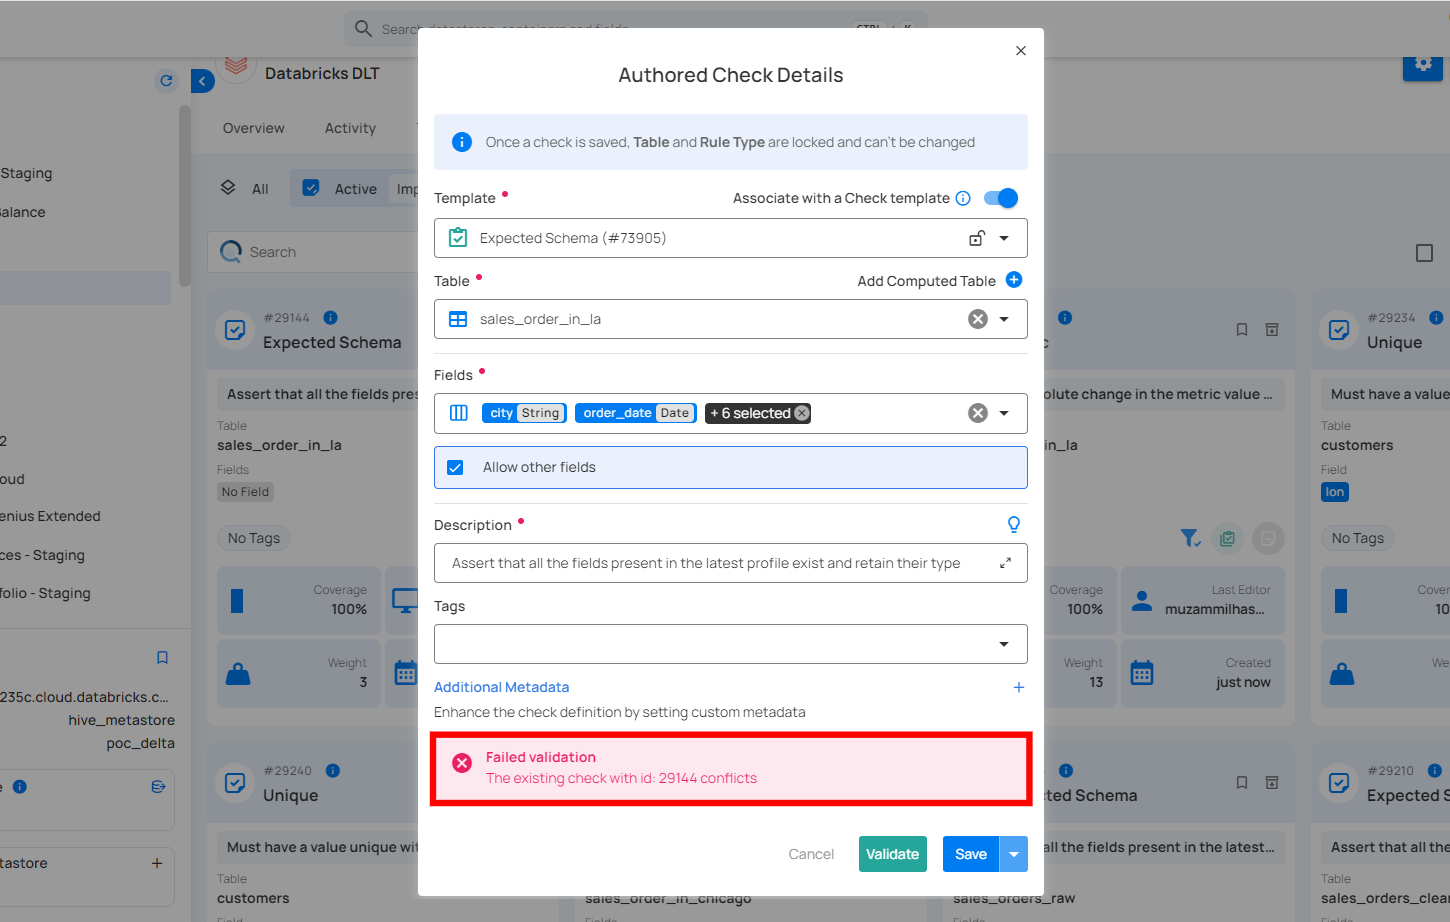 Search datastores, containers and fields
CTRL + K
Databricks DLT
Overview
Activity
Staging
Balance
All
Active
Imp
Search
2
oud
enius Extended
ces - Staging
folio - Staging
235c.cloud.databricks.c...
hive_metastore
poc_delta
e
tastore
#29144
Expected Schema
Assert that all the fields pres
Table
sales_order_in_la
Fields
No Field
No Tags
Coverage
100%
Weight
3
#29240
Unique
Must have a value unique wit
Table
customers
Field
Authored Check Details
Once a check is saved, Table and Rule Type are locked and can't be changed
Template
Associate with a Check template
Expected Schema (#73905)
Table
Add Computed Table
sales_order_in_la
Fields
city String
order_date Date
+ 6 selected
Allow other fields
Description
Assert that all the fields present in the latest profile exist and retain their type
Tags
Additional Metadata
Enhance the check definition by setting custom metadata
Failed validation
The existing check with id: 29144 conflicts
Cancel
Validate
Save
sales_order_in_chicago
Fields
c
olute change in the metric value ...
in_la
Coverage
100%
Last Editor
muzammilhas...
Weight
13
Created
just now
cted Schema
all the fields present in the latest...
sales_orders_raw
Fields
#29234
Unique
Must have a value
Table
customers
Field
lon
No Tags
Cover
10
We
#29210
Expected S
Assert that all the
Table
sales_orders_clear
Fields